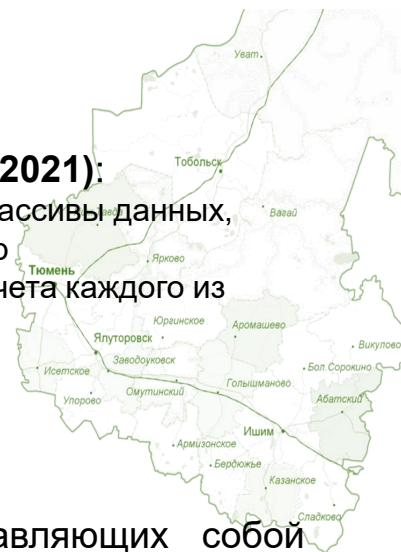 Уват
2021):
Тобольск
ассивы данных,
Вагай
о
Ярково
Тюмень
чета каждого из
Юргинское
Аромашево
Ялуторовск
Викулово
Заводоуковск
Бол.Сорокино
Исетское
Голышманово
Омутинский
Абатский
Упорово
Ишим
Армизонское
Бердюжье
Казанское
Сладково
авляющих собой